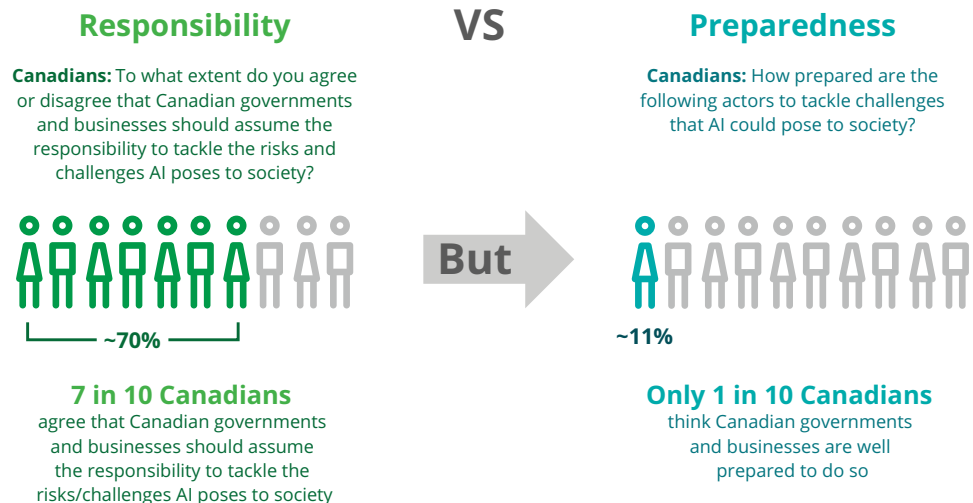 Responsibility
VS
Preparedness
Canadians: To what extent do you agree
or disagree that Canadian governments
and businesses should assume the
responsibility to tackle the risks and
challenges AI poses to society?
Canadians: How prepared are the
following actors to tackle challenges
that AI could pose to society?
But
~70%
~11%
7 in 10 Canadians
agree that Canadian governments
and businesses should assume
the responsibility to tackle the
risks/challenges AI poses to society
Only 1 in 10 Canadians
think Canadian governments
and businesses are well
prepared to do so